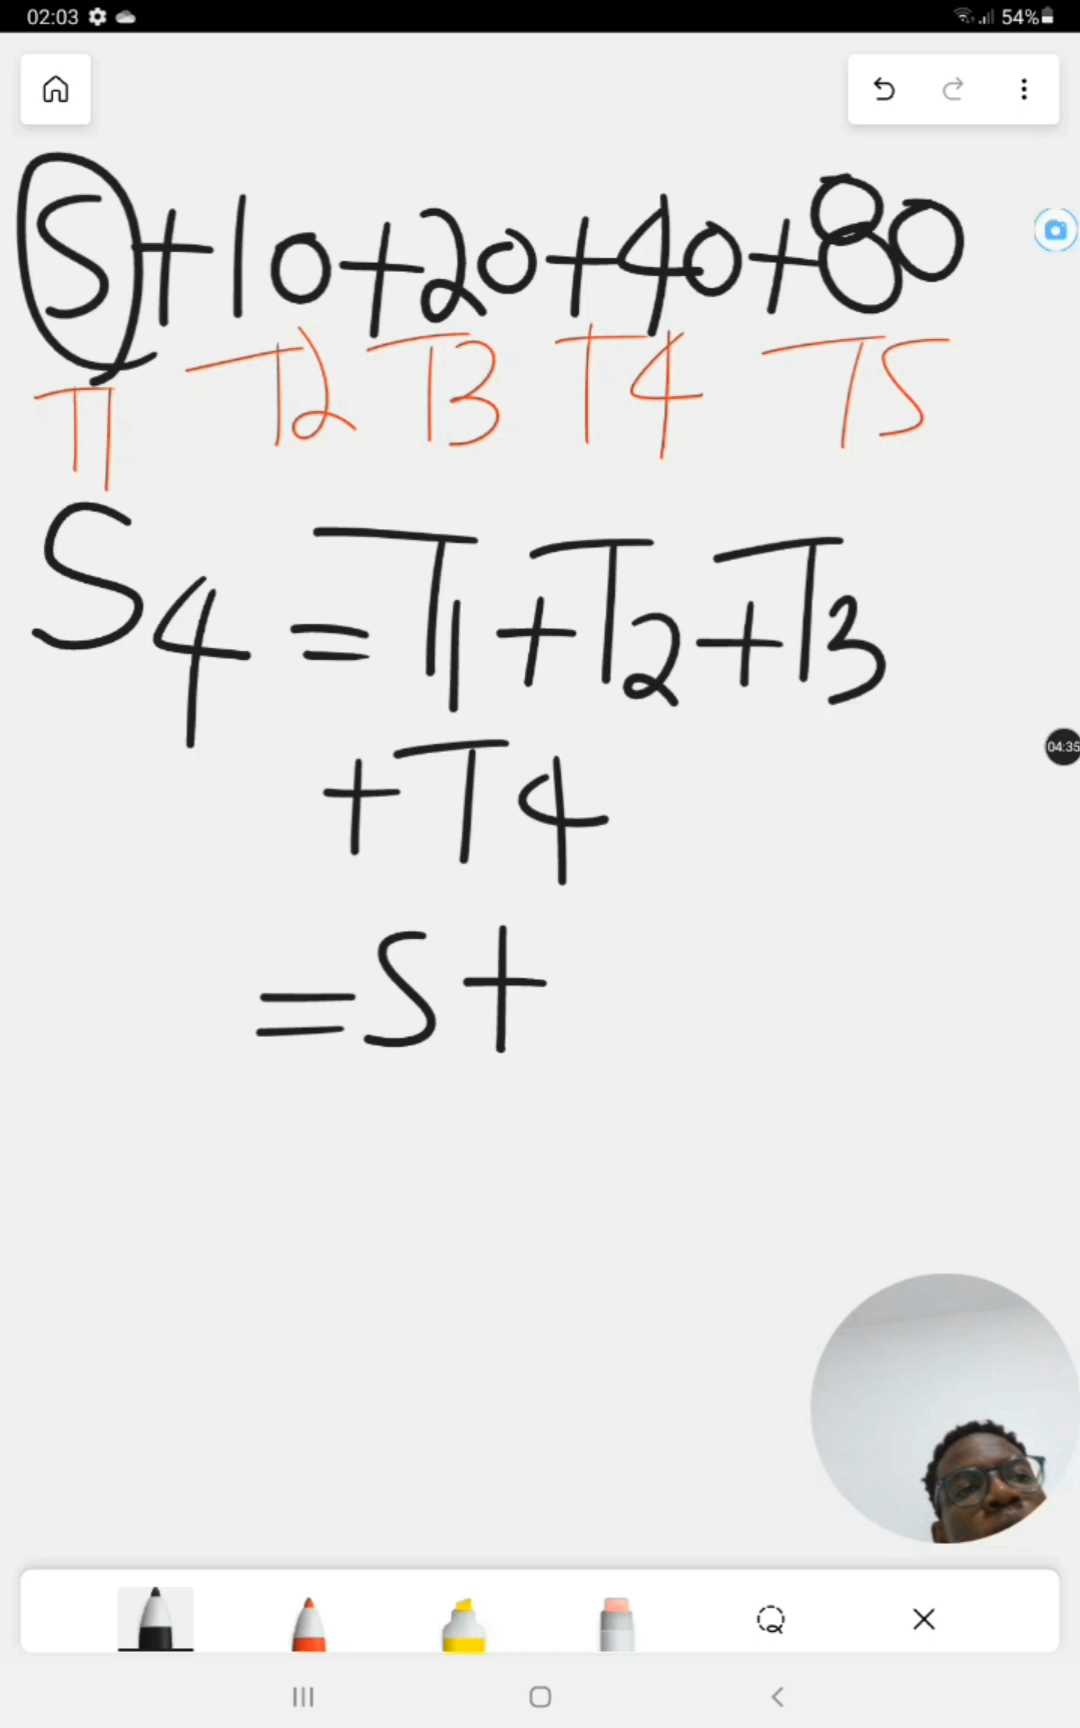 02:03 54%
5+10+20+40+80
T1 T2 T3 T4 T5
S4 = T1+T2+T3
04:35
+T4
=5+